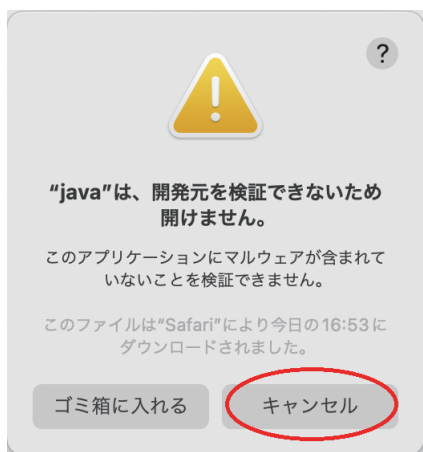 ?
“java”は、開発元を検証できないため
開けません。
このアプリケーションにマルウェアが含まれて
いないことを検証できません。
このファイルは“Safari”により今日の16:53に
ダウンロードされました。
ゴミ箱に入れる
キャンセル